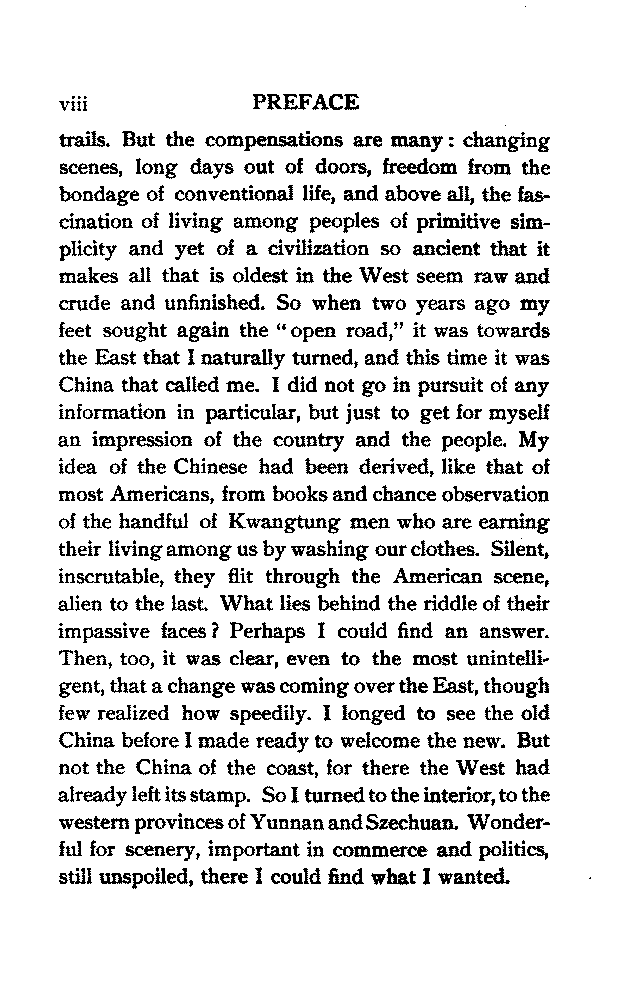 viii PREFACE
trails. But the compensations are many : changing
scenes, long days out of doors, freedom from the
bondage of conventional life, and above all, the fas-
cination of living among peoples of primitive sim-
plicity and yet of a civilization so ancient that it
makes all that is oldest in the West seem raw and
crude and unfinished. So when two years ago my
feet sought again the “open road,” it was towards
the East that I naturally turned, and this time it was
China that called me. I did not go in pursuit of any
information in particular, but just to get for myself
an impression of the country and the people. My
idea of the Chinese had been derived, like that of
most Americans, from books and chance observation
of the handful of Kwangtung men who are earning
their living among us by washing our clothes. Silent,
inscrutable, they flit through the American scene,
alien to the last. What lies behind the riddle of their
impassive faces ? Perhaps I could find an answer.
Then, too, it was clear, even to the most unintelli-
gent, that a change was coming over the East, though
few realized how speedily. I longed to see the old
China before I made ready to welcome the new. But
not the China of the coast, for there the West had
already left its stamp. So I turned to the interior, to the
western provinces of Yunnan and Szechuan. Wonder-
ful for scenery, important in commerce and politics,
still unspoiled, there I could find what I wanted.